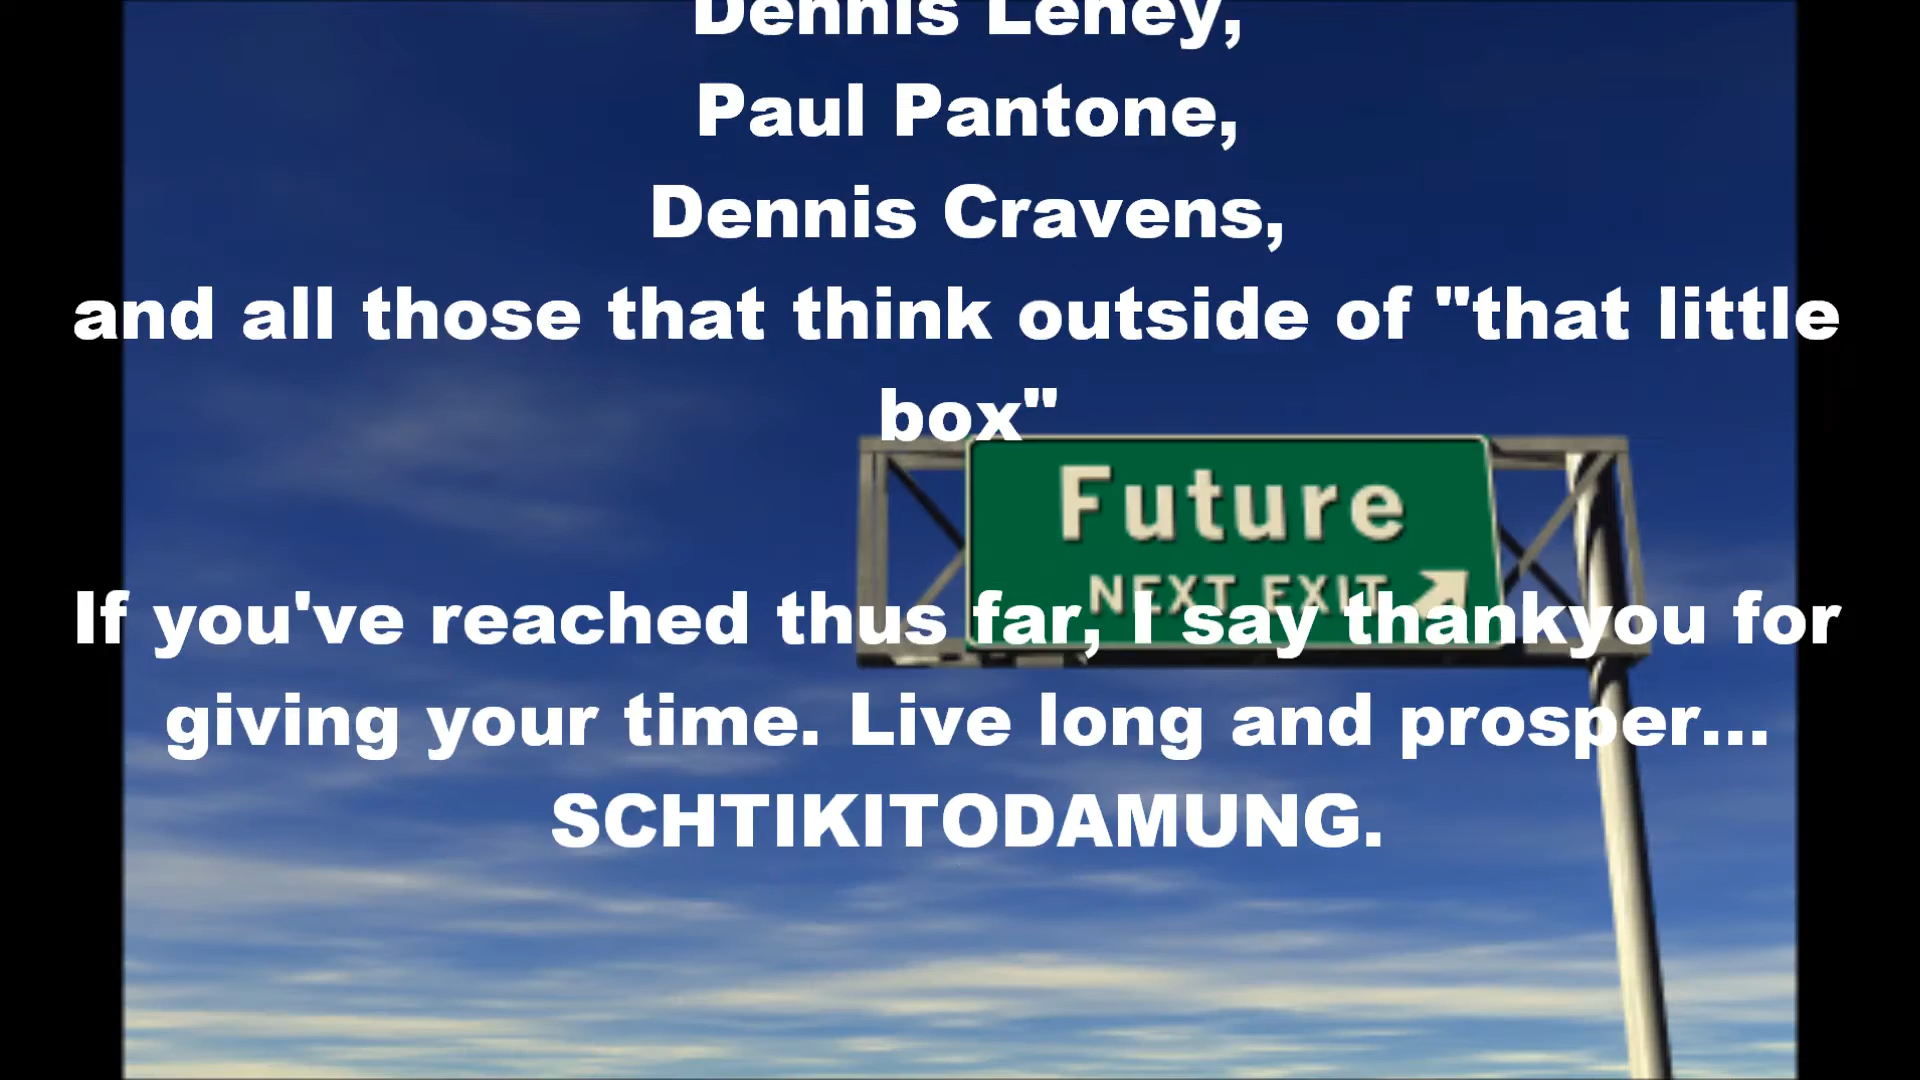 Dennis Leney,
Paul Pantone,
Dennis Cravens,
and all those that think outside of "that little
box"
Future
NEXT EXIT
If you've reached thus far, I say thankyou for
giving your time. Live long and prosper...
SCHTIKITODAMUNG.